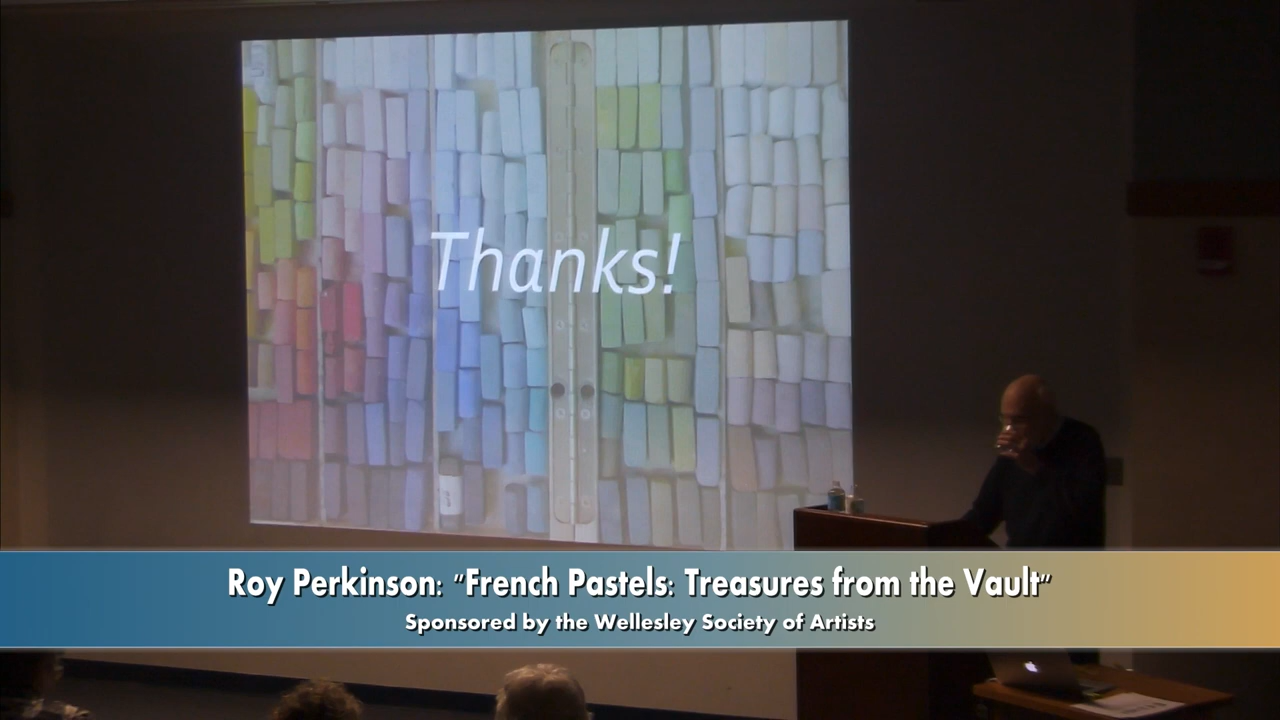 Thanks!
Roy Perkinson: "French Pastels: Treasures from the Vault"
Sponsored by the Wellesley Society of Artists